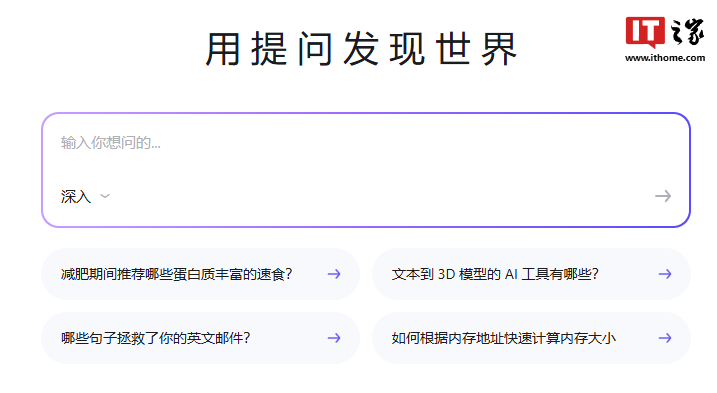 用提问发现世界
IT之家
www.ithome.com
输入你想问的...
深入
减肥期间推荐哪些蛋白质丰富的速食?
文本到 3D 模型的 AI 工具有哪些?
哪些句子拯救了你的英文邮件?
如何根据内存地址快速计算内存大小